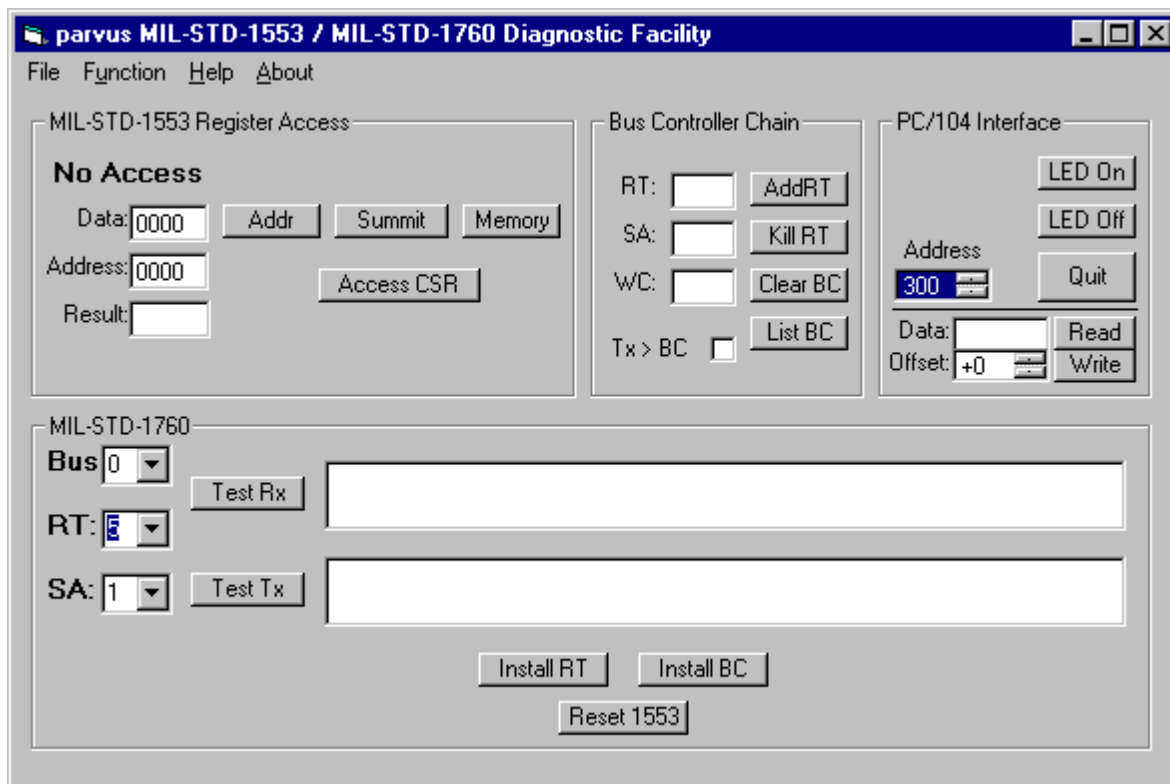 parvus MIL-STD-1553 / MIL-STD-1760 Diagnostic Facility
File Function Help About
MIL-STD-1553 Register Access
No Access
Data: 0000 Addr Summit Memory
Address: 0000 Access CSR
Result:
Bus Controller Chain
RT: AddRT
SA: Kill RT
WC: Clear BC
Tx > BC List BC
PC/104 Interface
LED On
LED Off
Address
300 Quit
Data: Read
Offset: +0 Write
MIL-STD-1760
Bus 0
Test Rx
RT: 5
SA: 1 Test Tx
Install RT Install BC
Reset 1553